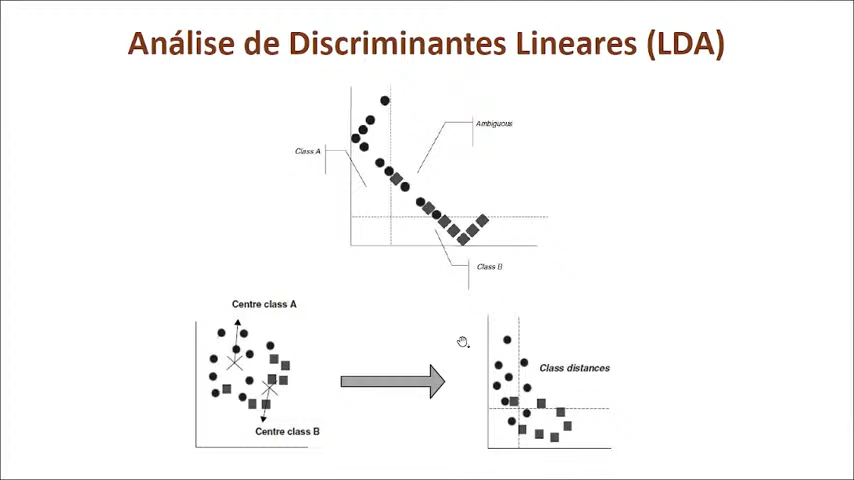 Análise de Discriminantes Lineares (LDA)
Ambiguous
Class A
Class B
Centre class A
Class distances
Centre class B